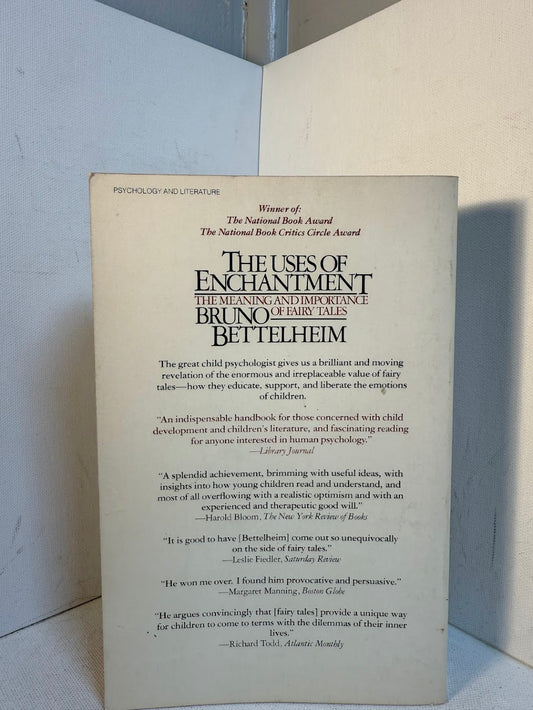 PSYCHOLOGY AND LITERATURE
Winner of:
The National Book Award
The National Book Critics Circle Award
THE USES OF
ENCHANTMENT
THE MEANING AND IMPORTANCE
OF FAIRY TALES
BRUNO
BETTELHEIM
The great child psychologist gives us a brilliant and moving
revelation of the enormous and irreplaceable value of fairy
tales—how they educate, support, and liberate the emotions
of children.
"An indispensable handbook for those concerned with child
development and children's literature, and fascinating reading
for anyone interested in human psychology."
—Library Journal
"A splendid achievement, brimming with useful ideas, with
insights into how young children read and understand, and
most of all overflowing with a realistic optimism and with an
experienced and therapeutic good will."
—Harold Bloom, The New York Review of Books
"It is good to have [Bettelheim] come out so unequivocally
on the side of fairy tales."
—Leslie Fiedler, Saturday Review
"He won me over. I found him provocative and persuasive."
—Margaret Manning, Boston Globe
"He argues convincingly that [fairy tales] provide a unique way
for children to come to terms with the dilemmas of their inner
lives."
—Richard Todd, Atlantic Monthly